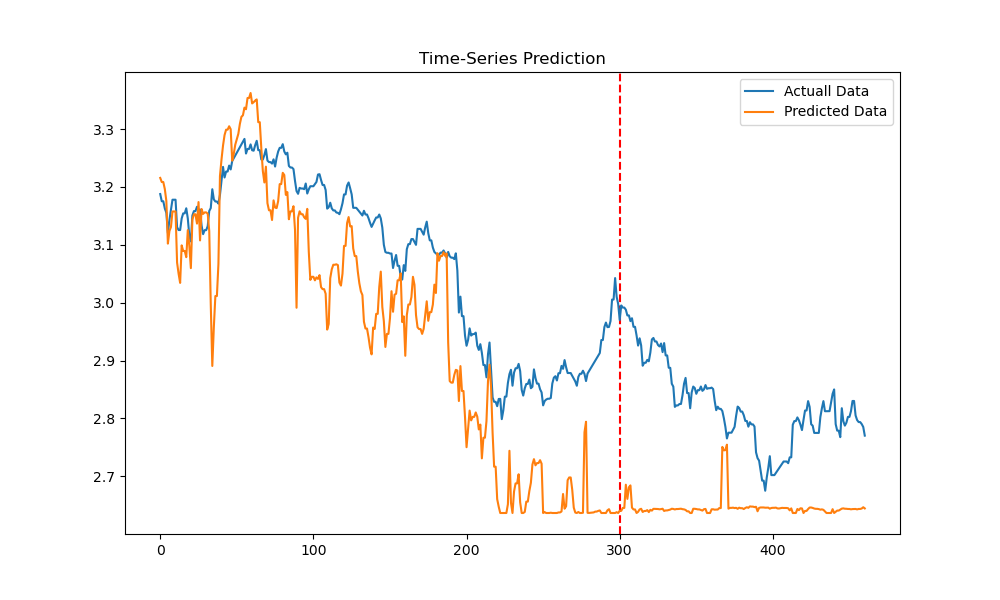 Time-Series Prediction
Actuall Data
Predicted Data
3.3
3.2
3.1
3.0
2.9
2.8
2.7
0 100 200 300 400